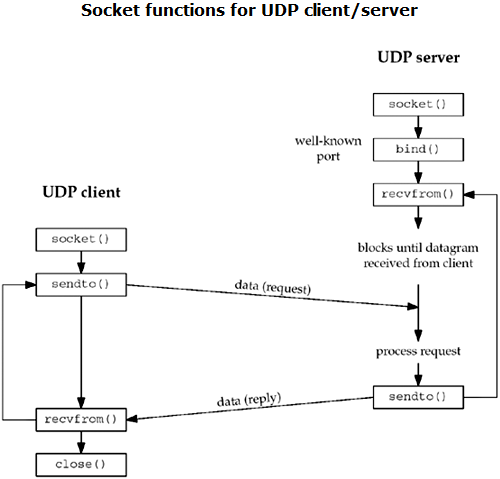 Socket functions for UDP client/server
UDP server
socket()
well-known
port
bind()
recvfrom()
UDP client
blocks until datagram
received from client
socket()
sendto()
data (request)
process request
sendto()
data (reply)
recvfrom()
close()